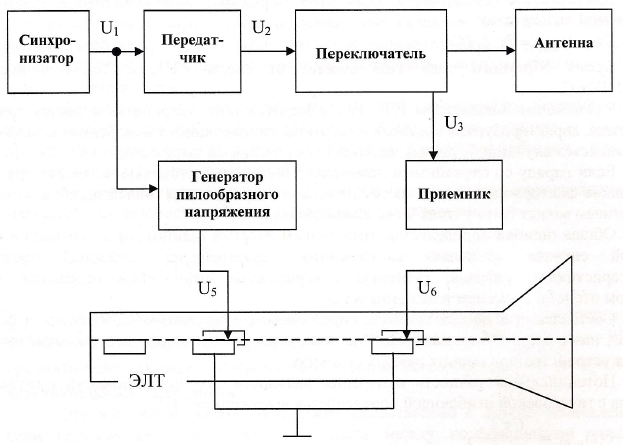 Синхро-
низатор
U1
Передат-
чик
U2
Переключатель
Антенна
U3
Генератор
пилообразного
напряжения
Приемник
U5
U6
ЭЛТ